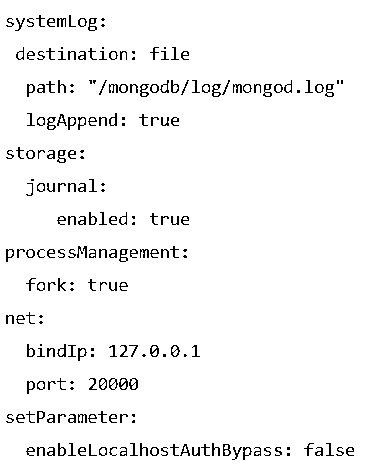 systemLog:
 destination: file
  path: "/mongodb/log/mongod.log"
  logAppend: true
storage:
  journal:
     enabled: true
processManagement:
  fork: true
net:
  bindIp: 127.0.0.1
  port: 20000
setParameter:
  enableLocalhostAuthBypass: false